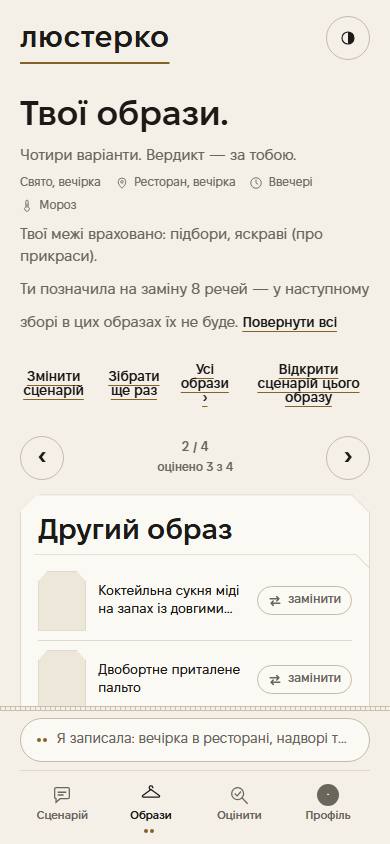 люстерко
Твої образи.
Чотири варіанти. Вердикт — за тобою.
Свято, вечірка Ресторан, вечірка Ввечері
Мороз
Твої межі враховано: підбори, яскраві (про
прикраси).
Ти позначила на заміну 8 речей — у наступному
зборі в цих образах їх не буде. Повернути всі
Змінити
сценарій
Зібрати
ще раз
Усі
образи
›
Відкрити
сценарій цього
образу
‹
2 / 4
оцінено 3 з 4
›
Другий образ
Коктейльна сукня міді
на запах із довгими...
замінити
Двобортне приталене
пальто
замінити
Я записала: вечірка в ресторані, надворі т...
Сценарій
Образи
Оцінити
Профіль